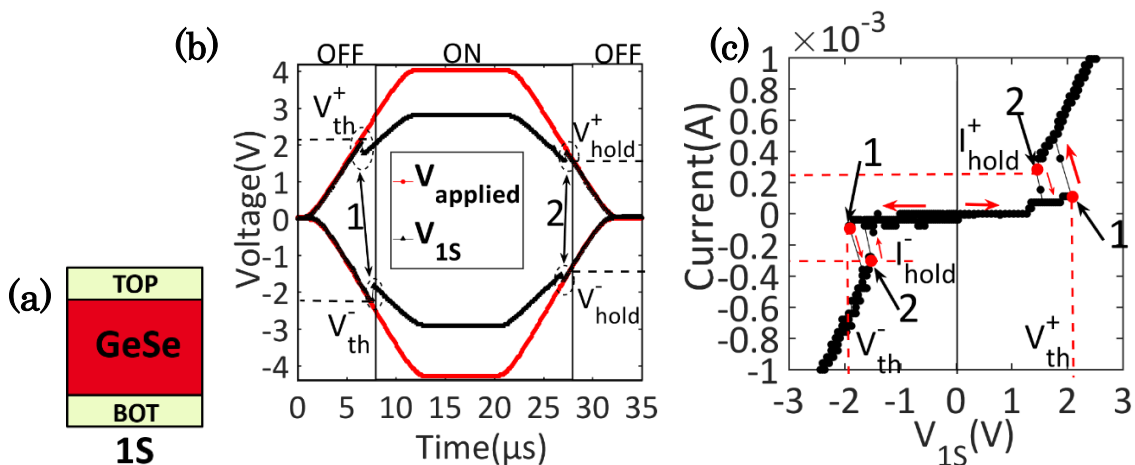 (a)
TOP
GeSe
BOT
1S
(b)
OFF ON OFF
Voltage(V)
4
3
2
1
0
-1
-2
-3
-4
V+th
V+hold
Vapplied
V1S
1
2
V-th
V-hold
0 5 10 15 20 25 30 35
Time(μs)
(c)
×10-3
Current(A)
1
0.8
0.6
0.4
0.2
0
-0.2
-0.4
-0.6
-0.8
-1
2
I+hold
1
1
I-hold
2
V-th
V+th
-3 -2 -1 0 1 2 3
V1S(V)